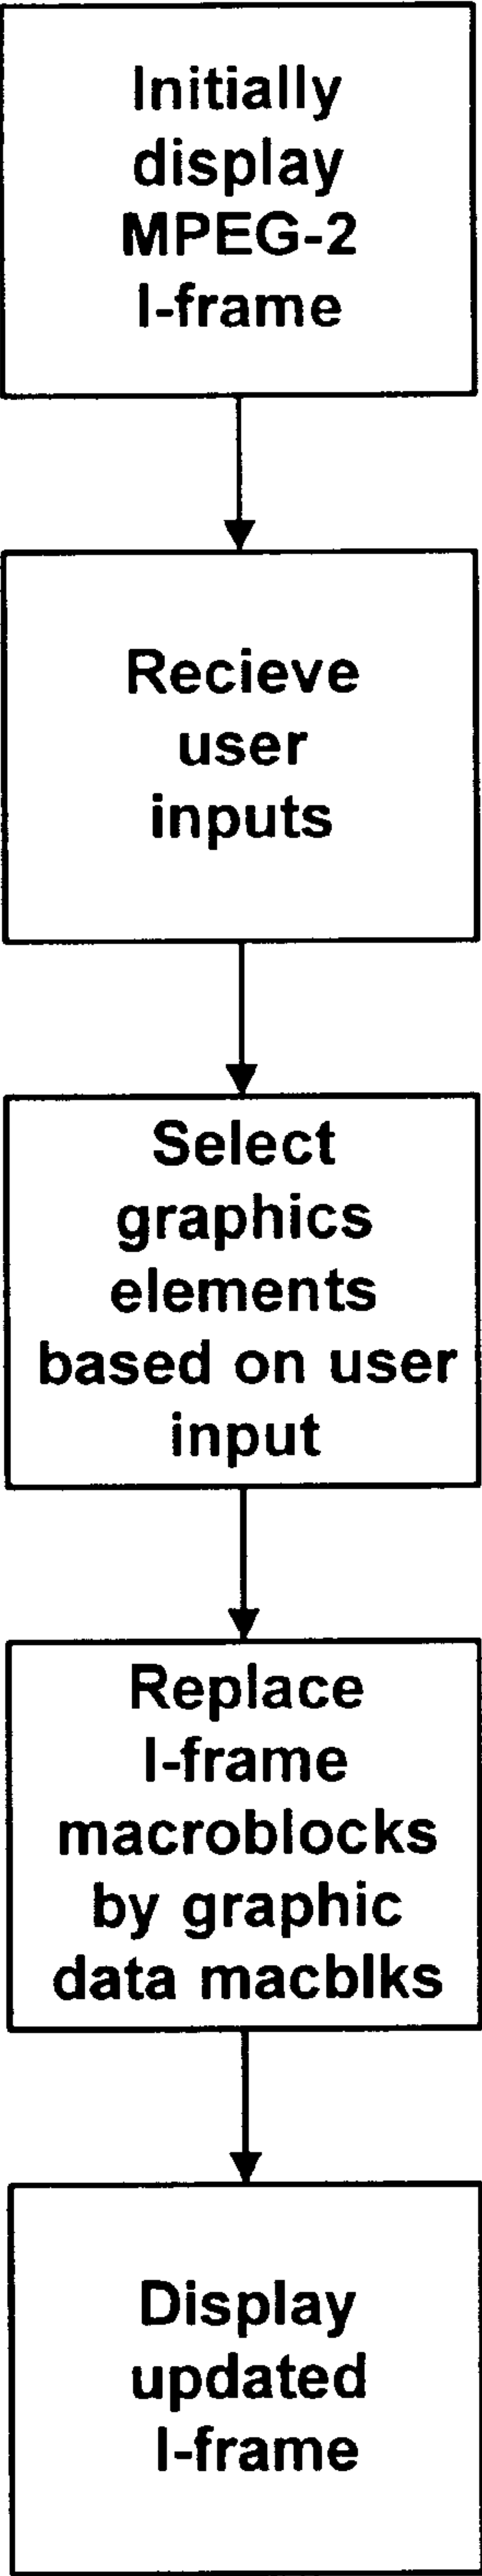 Initially
display
MPEG-2
I-frame
Recieve
user
inputs
Select
graphics
elements
based on user
input
Replace
I-frame
macroblocks
by graphic
data macblks
Display
updated
I-frame